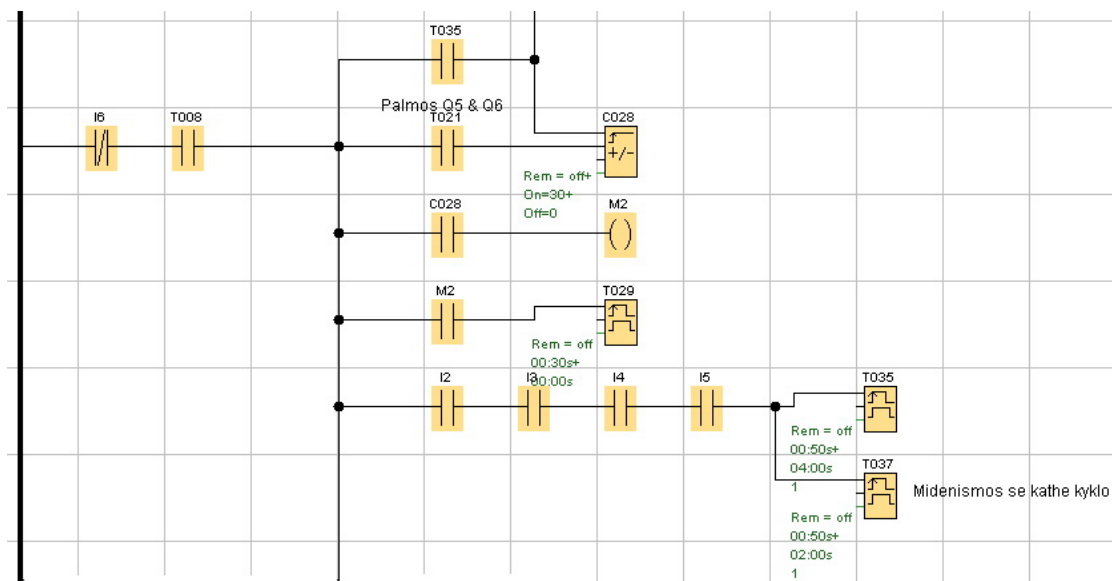 T035
Palmos Q5 & Q6
I6
T008
T021
C028
+/-
Rem = off+
On=30+
Off=0
C028
M2
M2
T029
Rem = off
00:30s+
00:00s
I2
I3
I4
I5
T035
Rem = off
00:50s+
04:00s
1
T037
Midenismos se kathe kyklo
Rem = off
00:50s+
02:00s
1